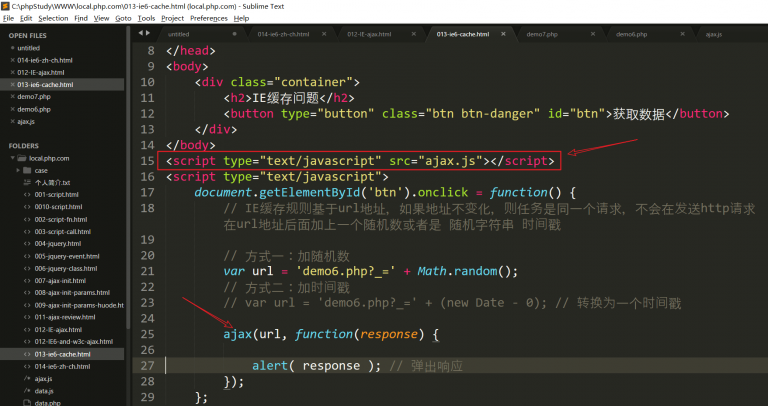 C:\phpStudy\WWW\local.php.com\013-ie6-cache.html (local.php.com) - Sublime Text
File Edit Selection Find View Goto Tools Project Preferences Help
OPEN FILES
untitled
014-ie6-zh-ch.html
012-IE-ajax.html
013-ie6-cache.html
demo7.php
demo6.php
ajax.js
FOLDERS
local.php.com
case
个人简介.txt
001-script.html
0010-script.html
002-script-fn.html
003-script-call.html
004-jquery.html
005-jquery-event.html
006-jquery-class.html
007-ajax-init.html
008-ajax-init-params.html
009-ajax-init-params-huode.ht
011-ajax-review.html
012-IE-ajax.html
012-IE6-and-w3c-ajax.html
013-ie6-cache.html
014-ie6-zh-ch.html
ajax.js
data.js
data.php
untitled 014-ie6-zh-ch.html 012-IE-ajax.html 013-ie6-cache.html demo7.php demo6.php ajax.js
8 </head>
9 <body>
10 <div class="container">
11 <h2>IE缓存问题</h2>
12 <button type="button" class="btn btn-danger" id="btn">获取数据</button>
13 </div>
14 </body>
15 <script type="text/javascript" src="ajax.js"></script>
16 <script type="text/javascript">
17 document.getElementById('btn').onclick = function() {
18 // IE缓存规则基于url地址, 如果地址不变化, 则任务是同一个请求, 不会在发送http请求
在url地址后面加上一个随机数或者是 随机字符串 时间戳
19
20 // 方式一：加随机数
21 var url = 'demo6.php?_=' + Math.random();
22 // 方式二：加时间戳
23 // var url = 'demo6.php?_=' + (new Date - 0); // 转换为一个时间戳
24
25 ajax(url, function(response) {
26
27 alert( response ); // 弹出响应
28 });
29 };